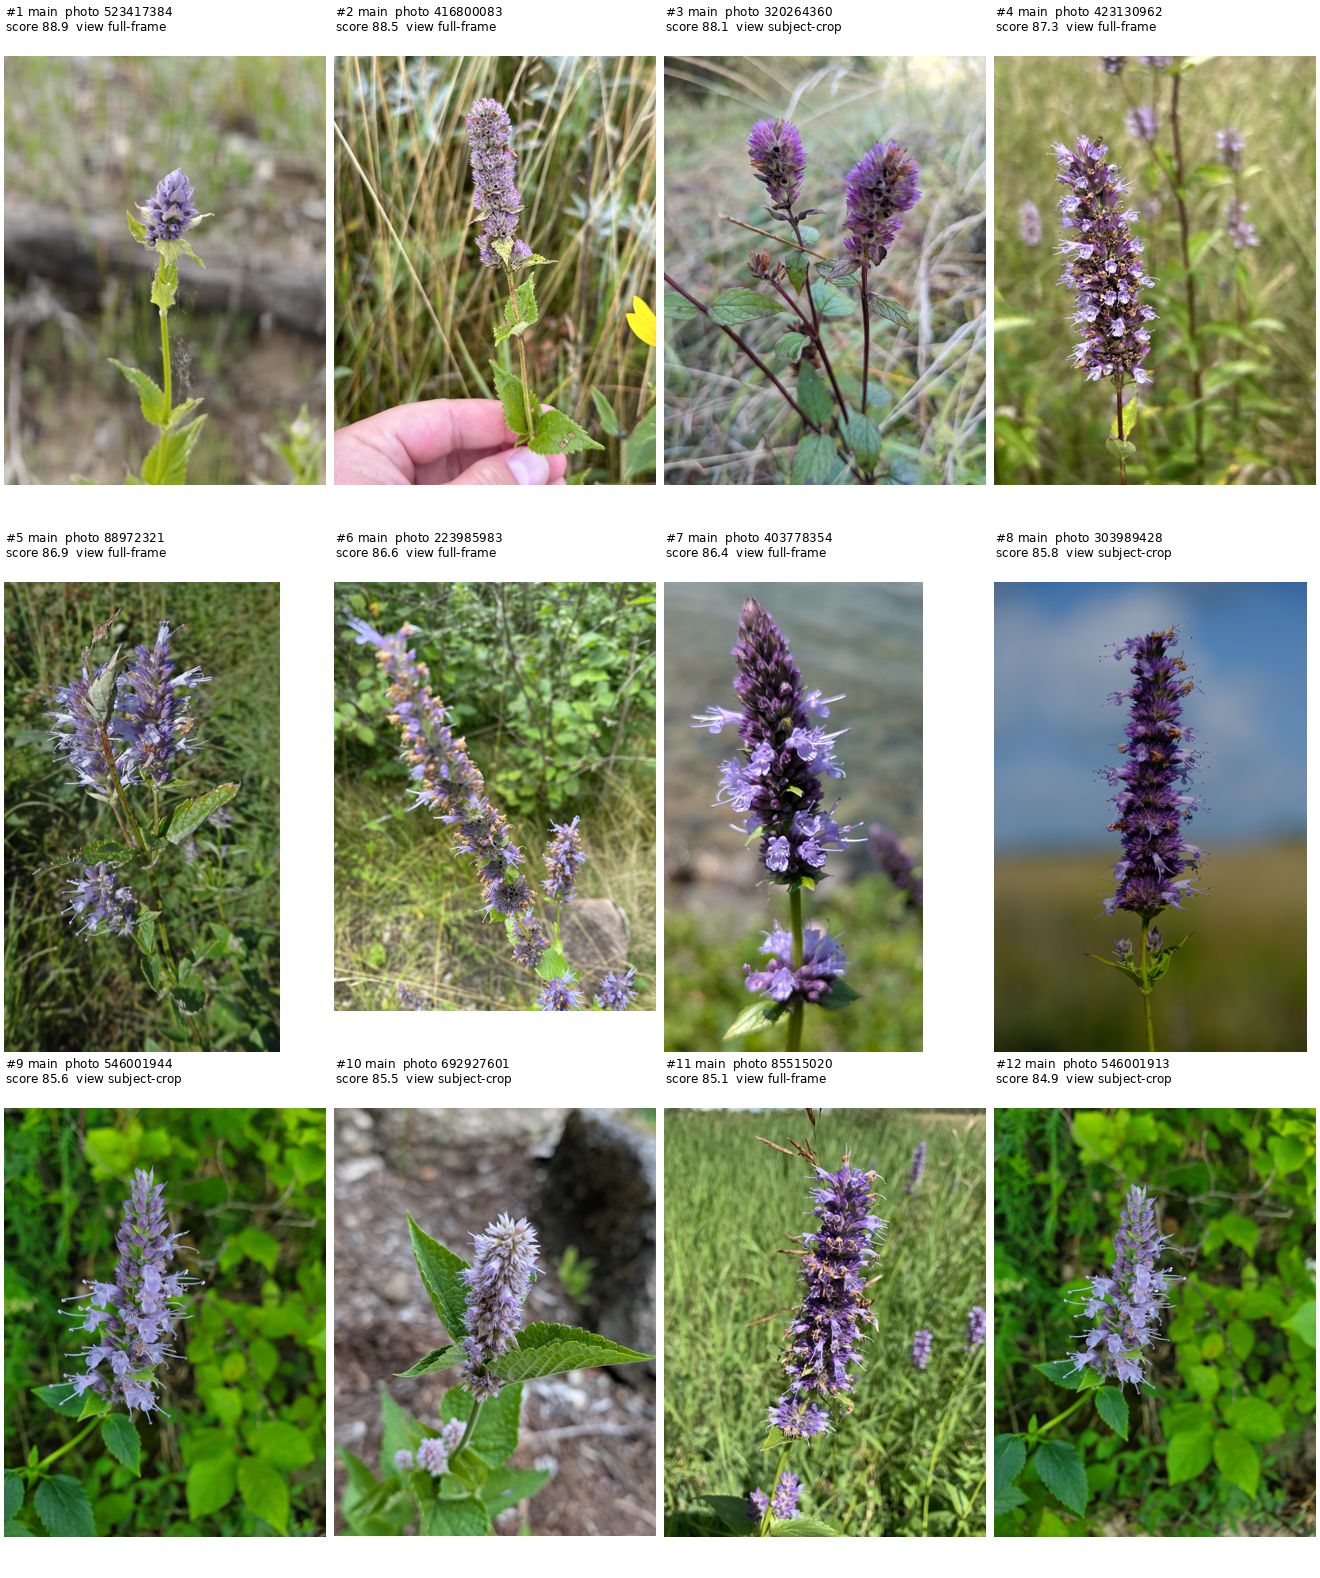 #1 main  photo 523417384
score 88.9  view full-frame
#2 main  photo 416800083
score 88.5  view full-frame
#3 main  photo 320264360
score 88.1  view subject-crop
#4 main  photo 423130962
score 87.3  view full-frame
#5 main  photo 88972321
score 86.9  view full-frame
#6 main  photo 223985983
score 86.6  view full-frame
#7 main  photo 403778354
score 86.4  view full-frame
#8 main  photo 303989428
score 85.8  view subject-crop
#9 main  photo 546001944
score 85.6  view subject-crop
#10 main  photo 692927601
score 85.5  view subject-crop
#11 main  photo 85515020
score 85.1  view full-frame
#12 main  photo 546001913
score 84.9  view subject-crop